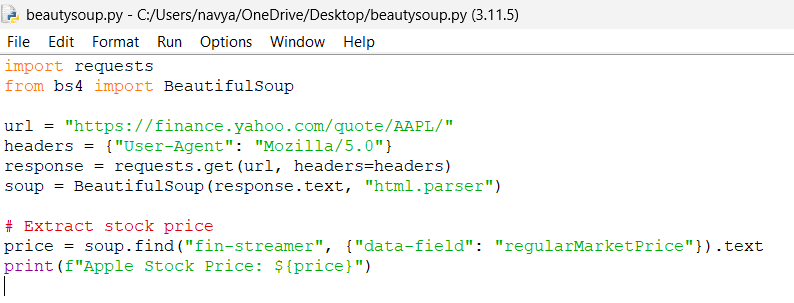 beautysoup.py - C:/Users/navya/OneDrive/Desktop/beautysoup.py (3.11.5)
File Edit Format Run Options Window Help
import requests
from bs4 import BeautifulSoup
url = "https://finance.yahoo.com/quote/AAPL/"
headers = {"User-Agent": "Mozilla/5.0"}
response = requests.get(url, headers=headers)
soup = BeautifulSoup(response.text, "html.parser")
# Extract stock price
price = soup.find("fin-streamer", {"data-field": "regularMarketPrice"}).text
print(f"Apple Stock Price: ${price}")